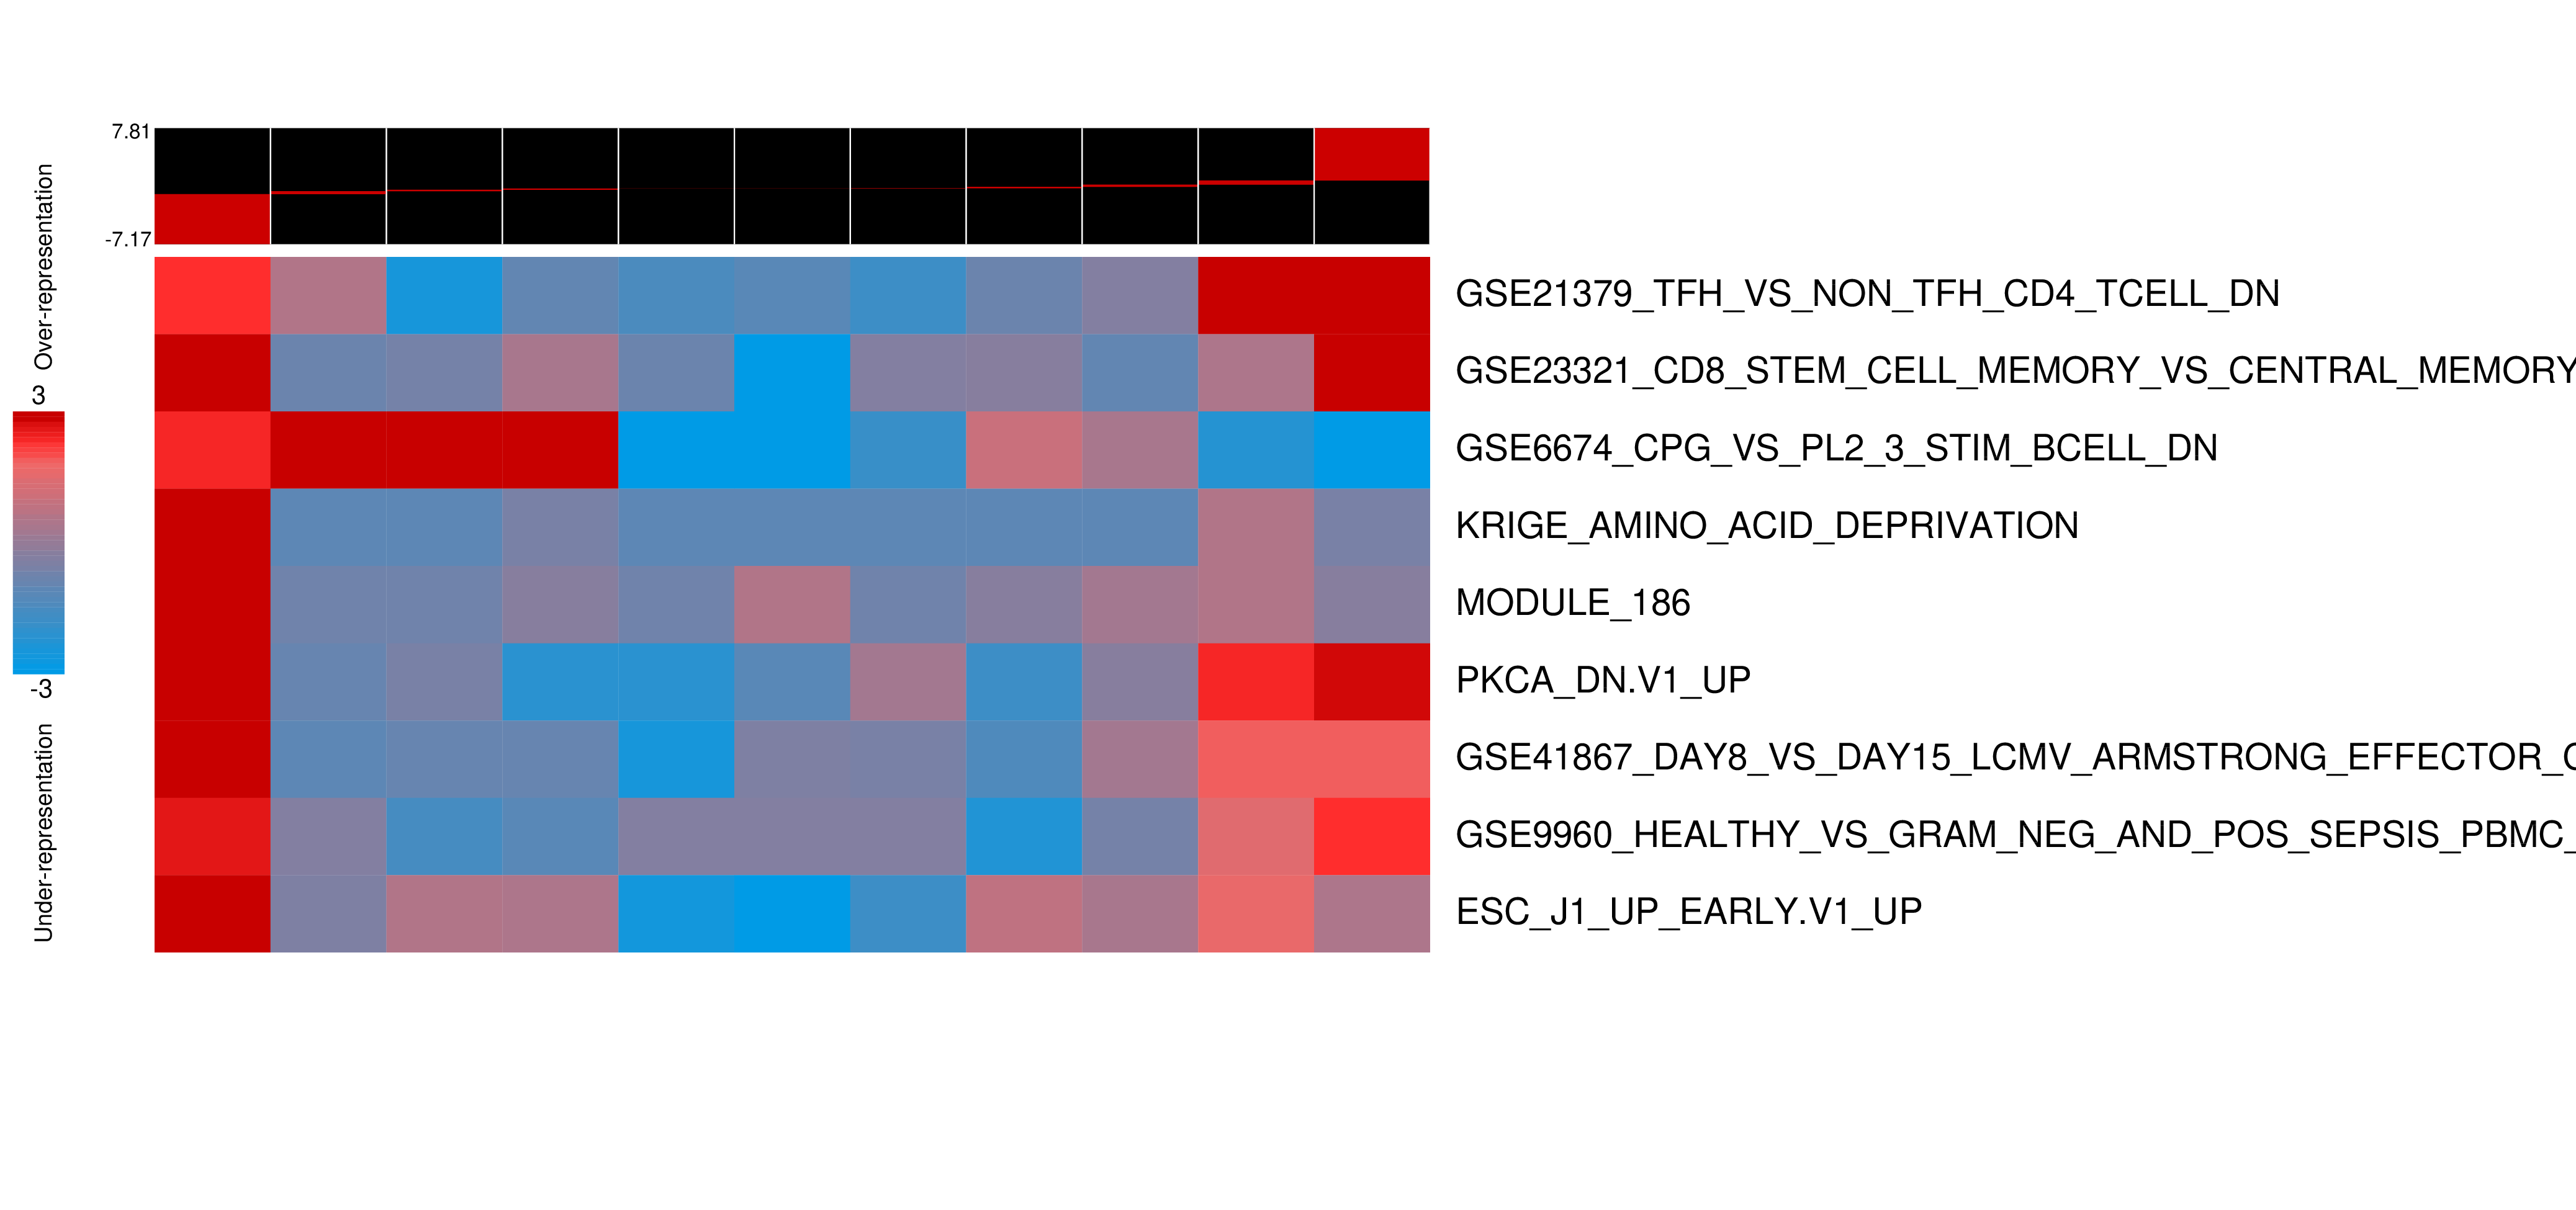 7.81
-7.17
Over-representation
3
-3
Under-representation
GSE21379_TFH_VS_NON_TFH_CD4_TCELL_DN
GSE23321_CD8_STEM_CELL_MEMORY_VS_CENTRAL_MEMORY
GSE6674_CPG_VS_PL2_3_STIM_BCELL_DN
KRIGE_AMINO_ACID_DEPRIVATION
MODULE_186
PKCA_DN.V1_UP
GSE41867_DAY8_VS_DAY15_LCMV_ARMSTRONG_EFFECTOR_
GSE9960_HEALTHY_VS_GRAM_NEG_AND_POS_SEPSIS_PBMC_
ESC_J1_UP_EARLY.V1_UP